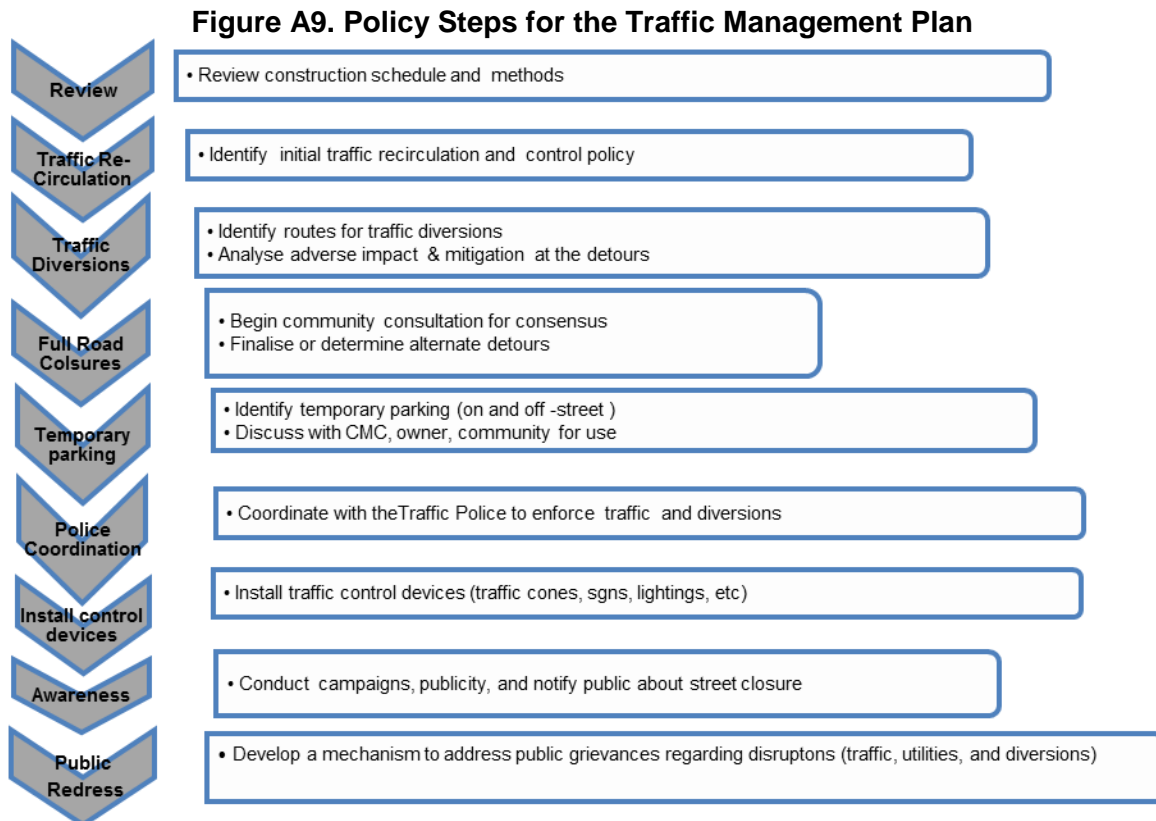 Figure A9. Policy Steps for the Traffic Management Plan
Review
• Review construction schedule and methods
Traffic Re-
Circulation
• Identify initial traffic recirculation and control policy
Traffic
Diversions
• Identify routes for traffic diversions
• Analyse adverse impact & mitigation at the detours
Full Road
Colsures
• Begin community consultation for consensus
• Finalise or determine alternate detours
Temporary
parking
• Identify temporary parking (on and off -street )
• Discuss with CMC, owner, community for use
Police
Coordination
• Coordinate with theTraffic Police to enforce traffic and diversions
Install control
devices
• Install traffic control devices (traffic cones, sgns, lightings, etc)
Awareness
• Conduct campaigns, publicity, and notify public about street closure
Public
Redress
• Develop a mechanism to address public grievances regarding disruptons (traffic, utilities, and diversions)